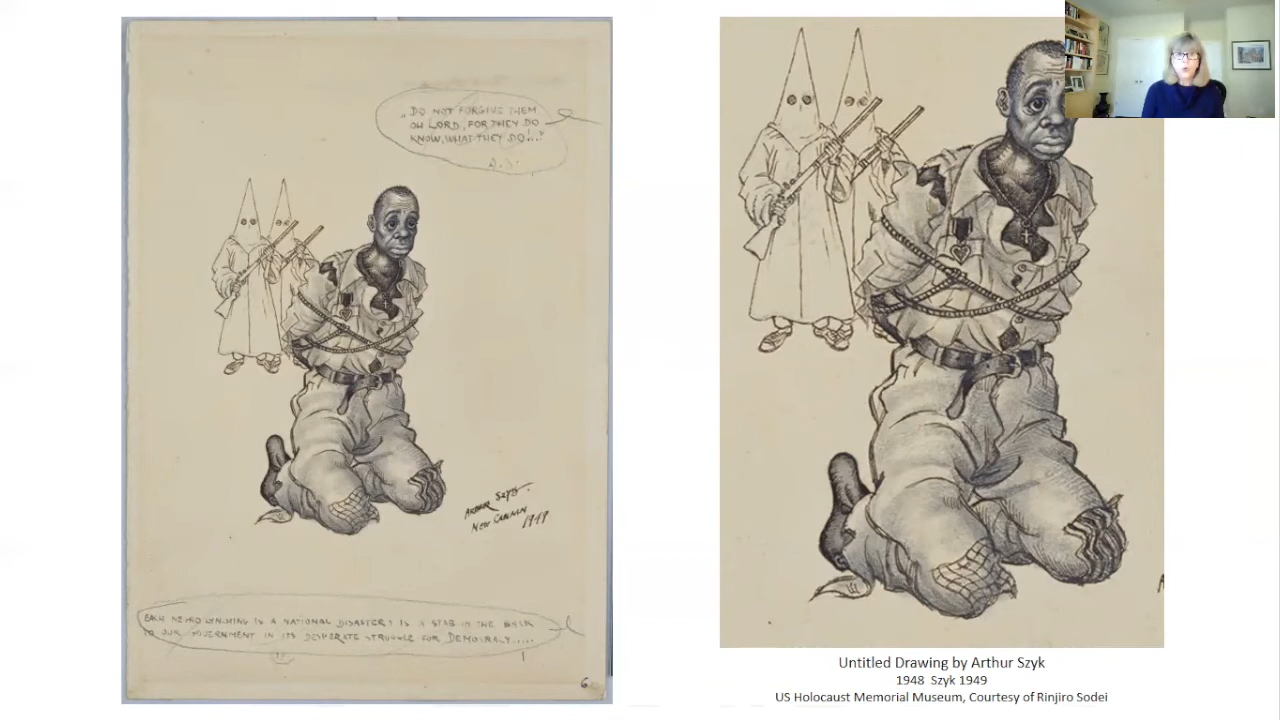 „DO NOT FORGIVE THEM
OH LORD, FOR THEY DO
KNOW, WHAT THEY DO!..."
A.S.
ARTHUR SZYK.
NEW CANAAN
1949
EACH NEGRO LYNCHING IS A NATIONAL DISASTER! IS A STAB IN THE BACK
TO OUR GOVERNMENT IN ITS DESPERATE STRUGGLE FOR DEMOCRACY.....
6
Untitled Drawing by Arthur Szyk
1948 Szyk 1949
US Holocaust Memorial Museum, Courtesy of Rinjiro Sodei